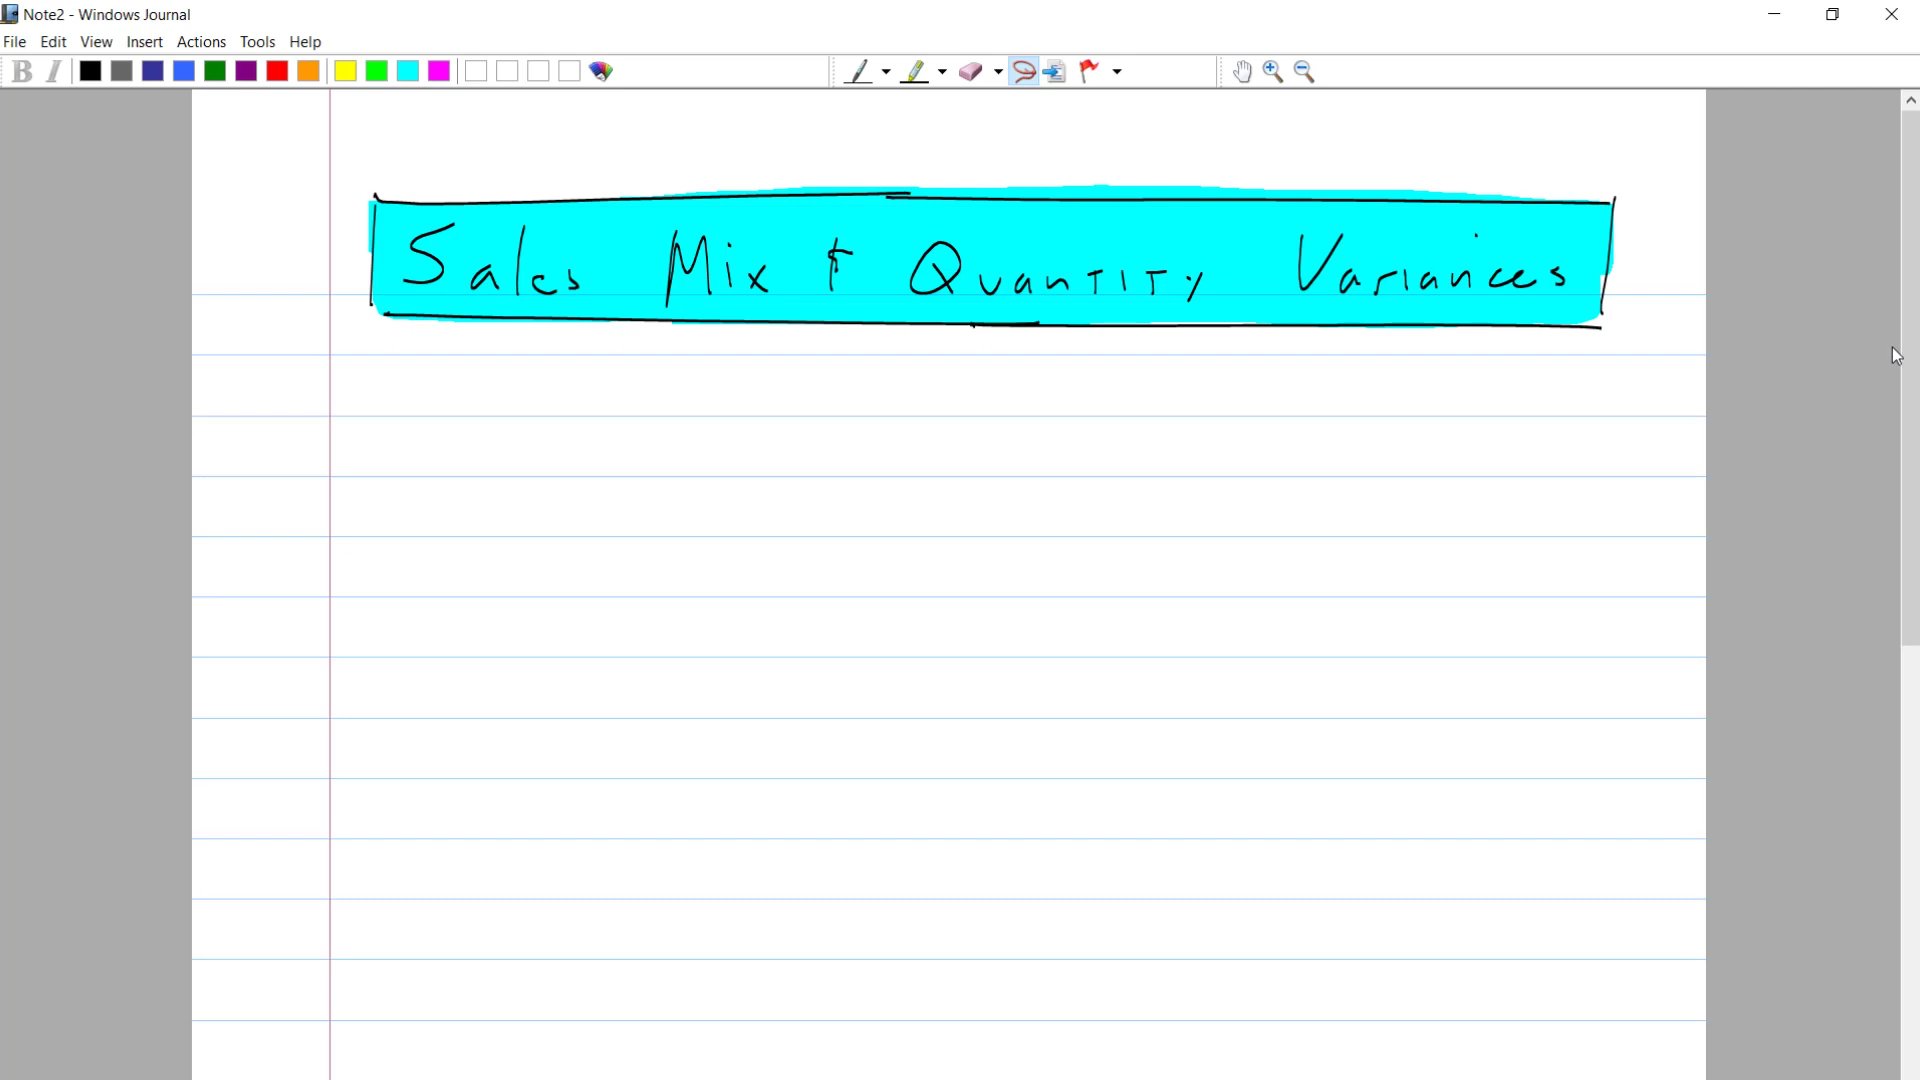 Note2 - Windows Journal
File Edit View Insert Actions Tools Help
B I
Sales Mix + Quantity Variances